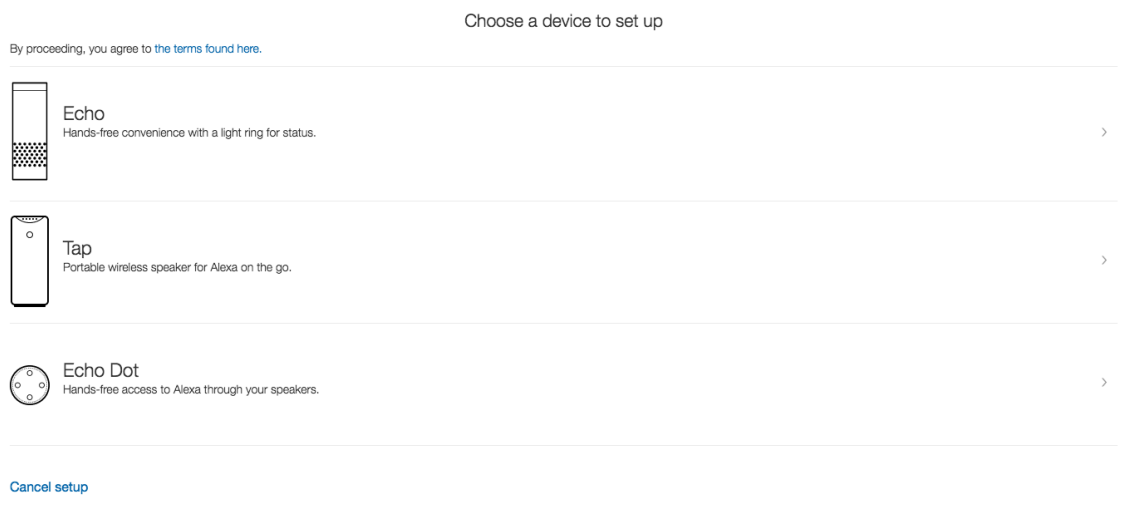 Choose a device to set up
By proceeding, you agree to the terms found here.
Echo
Hands-free convenience with a light ring for status.
Tap
Portable wireless speaker for Alexa on the go.
Echo Dot
Hands-free access to Alexa through your speakers.
Cancel setup